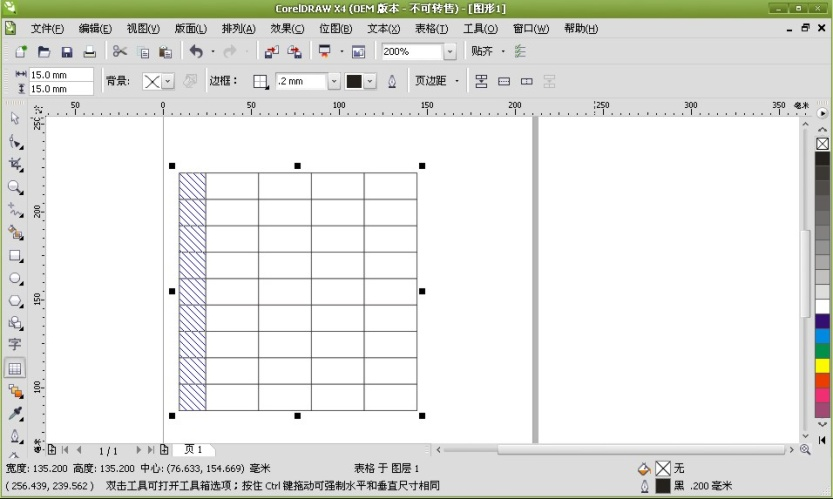 CorelDRAW X4 (OEM 版本 - 不可转售) - [图形1]
文件(F) 编辑(E) 视图(V) 版面(L) 排列(A) 效果(C) 位图(B) 文本(X) 表格(T) 工具(O) 窗口(W) 帮助(H)
200% 贴齐
15.0 mm
15.0 mm
背景: 边框: .2 mm 页边距
50 0 50 100 150 200 250 300 350 毫米
250
200
150
100
毫米
字
1 / 1 页 1
宽度: 135.200 高度: 135.200 中心: (76.633, 154.669) 毫米 表格 于 图层 1 无
(256.439, 239.562) 双击工具可打开工具箱选项；按住 Ctrl 键拖动可强制水平和垂直尺寸相同 黑 .200 毫米